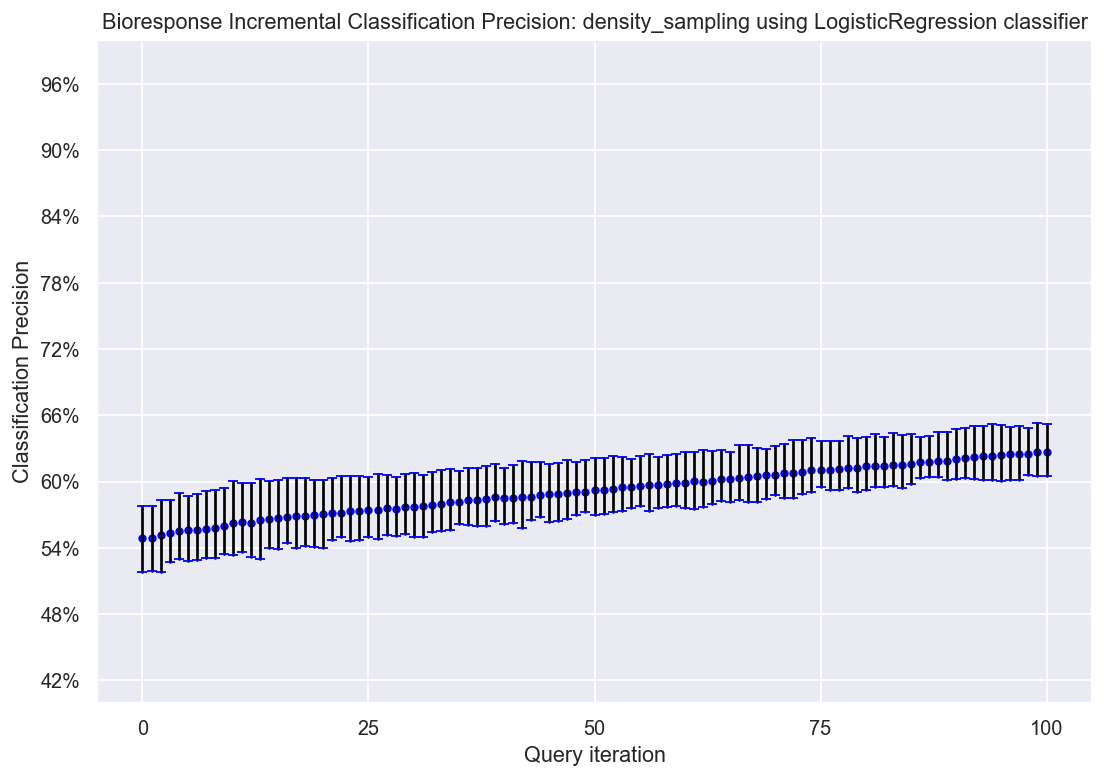 Bioresponse Incremental Classification Precision: density_sampling using LogisticRegression classifier
96%
90%
84%
78%
72%
66%
60%
54%
48%
42%
Classification Precision
0 25 50 75 100
Query iteration